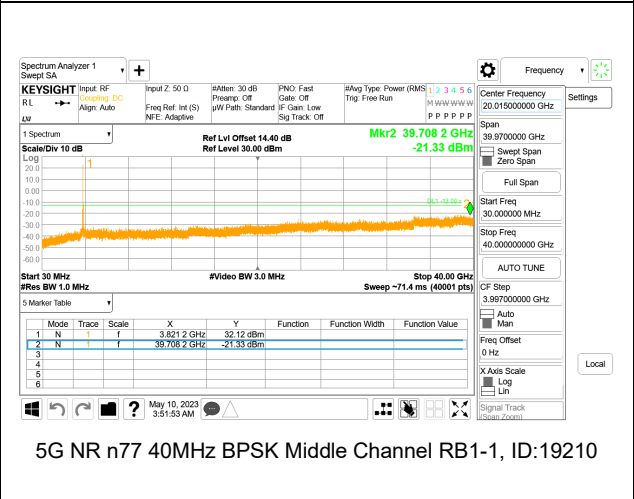 Spectrum Analyzer 1
Swept SA
Frequency
KEYSIGHT
RL
Input: RF
Coupling: DC
Align: Auto
Input Z: 50 Ω
Freq Ref: Int (S)
NFE: Adaptive
#Atten: 30 dB
Preamp: Off
µW Path: Standard
PNO: Fast
Gate: Off
IF Gain: Low
Sig Track: Off
#Avg Type: Power (RMS
Trig: Free Run
1 2 3 4 5 6
M W W W W W
P P P P P P
1 Spectrum
Scale/Div 10 dB
Ref Lvl Offset 14.40 dB
Ref Level 30.00 dBm
Mkr2 39.708 2 GHz
-21.33 dBm
Log
20.0
10.0
0.00
-10.0
-20.0
-30.0
-40.0
-50.0
-60.0
1
DL1 -13.00
2
Start 30 MHz
#Res BW 1.0 MHz
#Video BW 3.0 MHz
Stop 40.00 GHz
Sweep ~71.4 ms (40001 pts)
5 Marker Table
Mode Trace Scale X Y Function Function Width Function Value
1 N 1 f 3.821 2 GHz 32.12 dBm
2 N 1 f 39.708 2 GHz -21.33 dBm
3
4
5
6
May 10, 2023
3:51:53 AM
Center Frequency
20.015000000 GHz
Settings
Span
39.9700000 GHz
Swept Span
Zero Span
Full Span
Start Freq
30.000000 MHz
Stop Freq
40.000000000 GHz
AUTO TUNE
CF Step
3.997000000 GHz
Auto
Man
Freq Offset
0 Hz
X Axis Scale
Log
Lin
Local
Signal Track
(Span Zoom)
5G NR n77 40MHz BPSK Middle Channel RB1-1, ID:19210